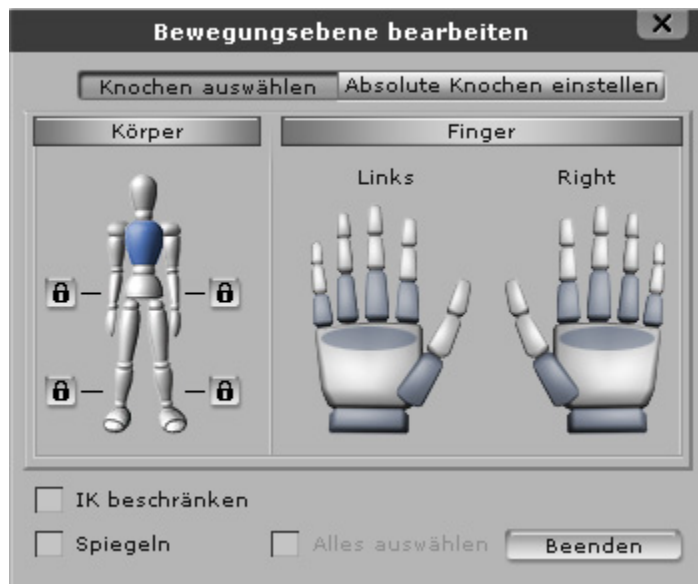 Bewegungsebene bearbeiten
Knochen auswählen Absolute Knochen einstellen
Körper Finger
Links Right
IK beschränken
Spiegeln Alles auswählen Beenden